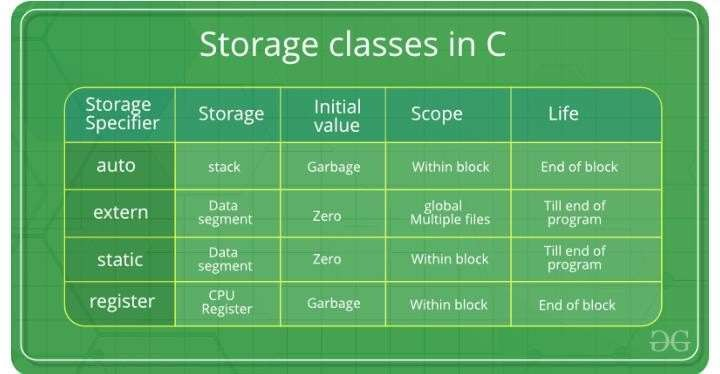 Storage classes in C
Storage
Specifier
Storage
Initial
value
Scope
Life
auto
stack
Garbage
Within block
End of block
extern
Data
segment
Zero
global
Multiple files
Till end of
program
static
Data
segment
Zero
Within block
Till end of
program
register
CPU
Register
Garbage
Within block
End of block